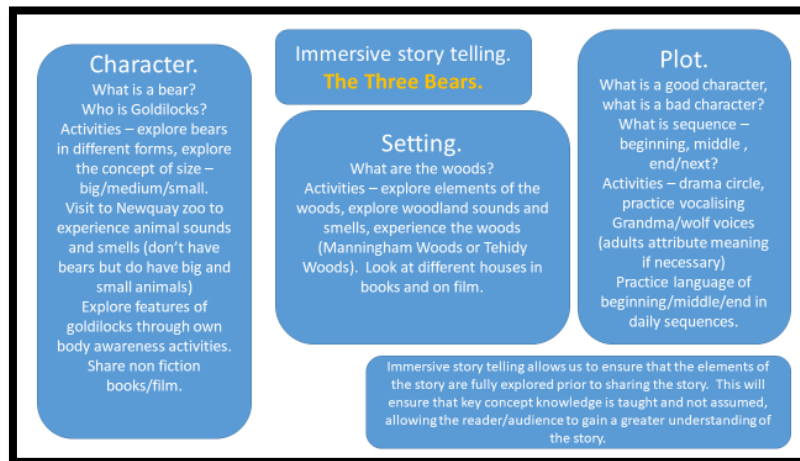 Character.
What is a bear?
Who is Goldilocks?
Activities – explore bears
in different forms, explore
the concept of size –
big/medium/small.
Visit to Newquay zoo to
experience animal sounds
and smells (don't have
bears but do have big and
small animals)
Explore features of
goldilocks through own
body awareness activities.
Share non fiction
books/film.
Immersive story telling.
The Three Bears.
Setting.
What are the woods?
Activities – explore elements of the
woods, explore woodland sounds and
smells, experience the woods
(Manningham Woods or Tehidy
Woods).  Look at different houses in
books and on film.
Plot.
What is a good character,
what is a bad character?
What is sequence –
beginning, middle ,
end/next?
Activities – drama circle,
practice vocalising
Grandma/wolf voices
(adults attribute meaning
if necessary)
Practice language of
beginning/middle/end in
daily sequences.
Immersive story telling allows us to ensure that the elements of
the story are fully explored prior to sharing the story.  This will
ensure that key concept knowledge is taught and not assumed,
allowing the reader/audience to gain a greater understanding of
the story.